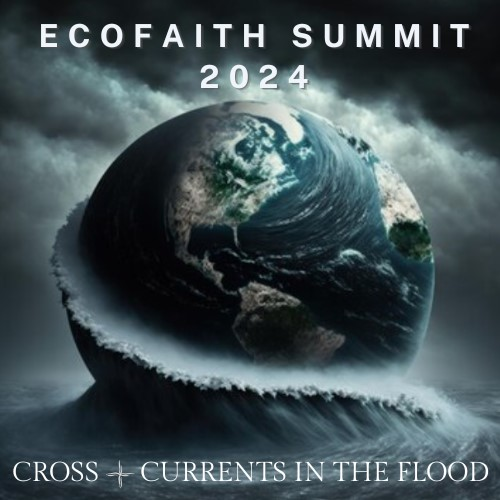 ECOFAITH SUMMIT
2024
CROSS + CURRENTS IN THE FLOOD